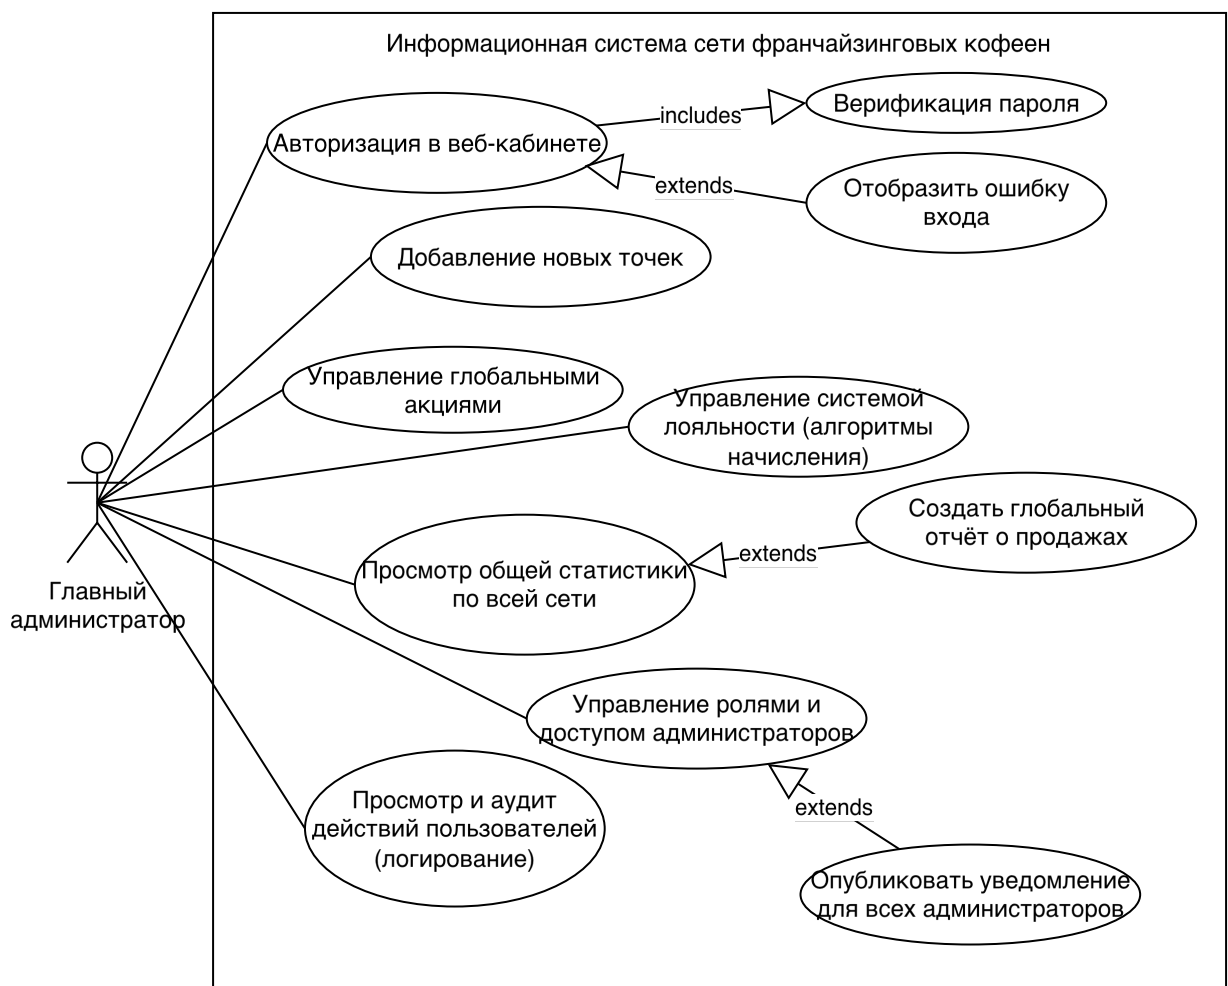 Информационная система сети франчайзинговых кофеен
Авторизация в веб-кабинете
includes
Верификация пароля
extends
Отобразить ошибку
входа
Добавление новых точек
Управление глобальными
акциями
Управление системой
лояльности (алгоритмы
начисления)
Создать глобальный
отчёт о продажах
extends
Просмотр общей статистики
по всей сети
Главный
администратор
Управление ролями и
доступом администраторов
Просмотр и аудит
действий пользователей
(логирование)
extends
Опубликовать уведомление
для всех администраторов